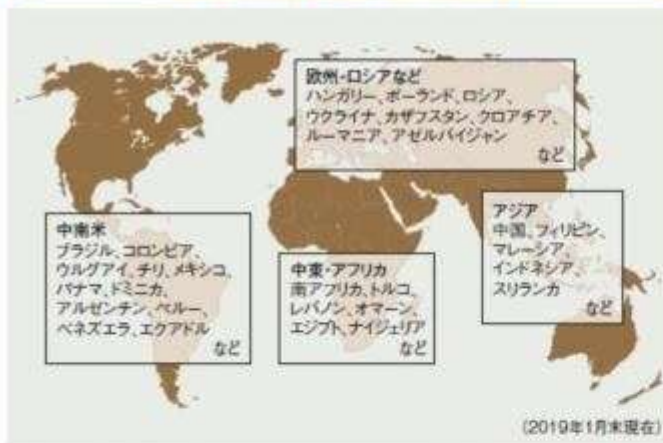 欧州・ロシアなど
ハンガリー、ポーランド、ロシア、
ウクライナ、カザフスタン、クロアチア、
ルーマニア、アゼルバイジャン
など
中南米
ブラジル、コロンビア、
ウルグアイ、チリ、メキシコ、
パナマ、ドミニカ、
アルゼンチン、ペルー、
ベネズエラ、エクアドル
など
中東・アフリカ
南アフリカ、トルコ、
レバノン、オマーン、
エジプト、ナイジェリア
など
アジア
中国、フィリピン、
マレーシア、
インドネシア、
スリランカ
など
(2019年1月末現在)